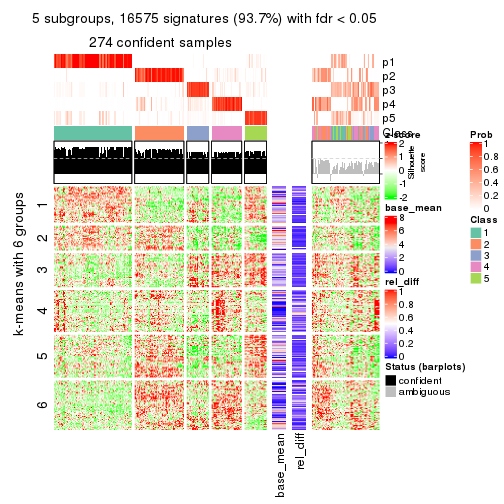 5 subgroups, 16575 signatures (93.7%) with fdr < 0.05
274 confident samples
p1
p2
p3
p4
p5
Class
z-score
2
1
0
-1
-2
Silhouette
score
Prob
1
0.8
0.6
0.4
0.2
0
base_mean
8
6
4
2
0
Class
1
2
3
4
5
rel_diff
1
0.8
0.6
0.4
0.2
0
Status (barplots)
confident
ambiguous
k-means with 6 groups
1
2
3
4
5
6
base_mean
rel_diff